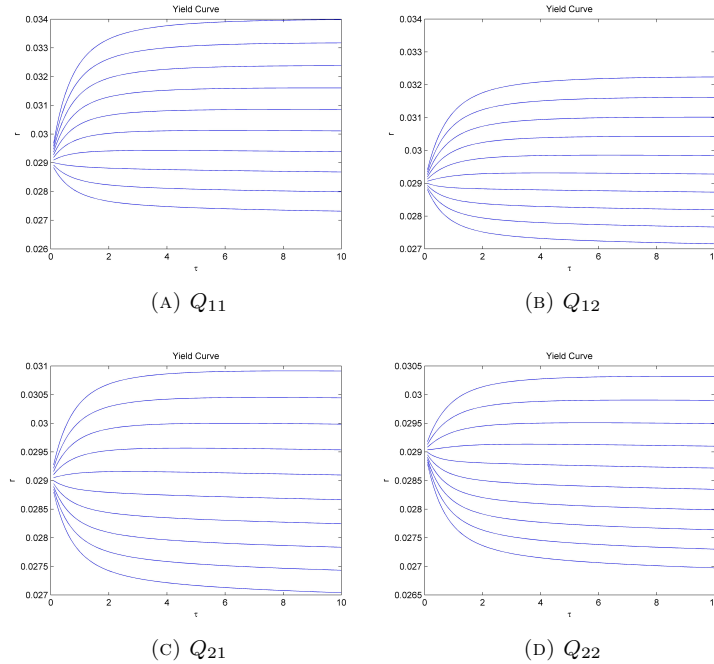 Yield Curve
0.034
0.033
0.032
0.031
0.03
0.029
0.028
0.027
0.026
r
0 2 4 6 8 10
τ
(A) Q11
Yield Curve
0.034
0.033
0.032
0.031
0.03
0.029
0.028
0.027
r
0 2 4 6 8 1
τ
(B) Q12
Yield Curve
0.031
0.0305
0.03
0.0295
0.029
0.0285
0.028
0.0275
0.027
r
0 2 4 6 8 10
τ
(C) Q21
Yield Curve
0.0305
0.03
0.0295
0.029
0.0285
0.028
0.0275
0.027
0.0265
r
0 2 4 6 8 1
τ
(D) Q22